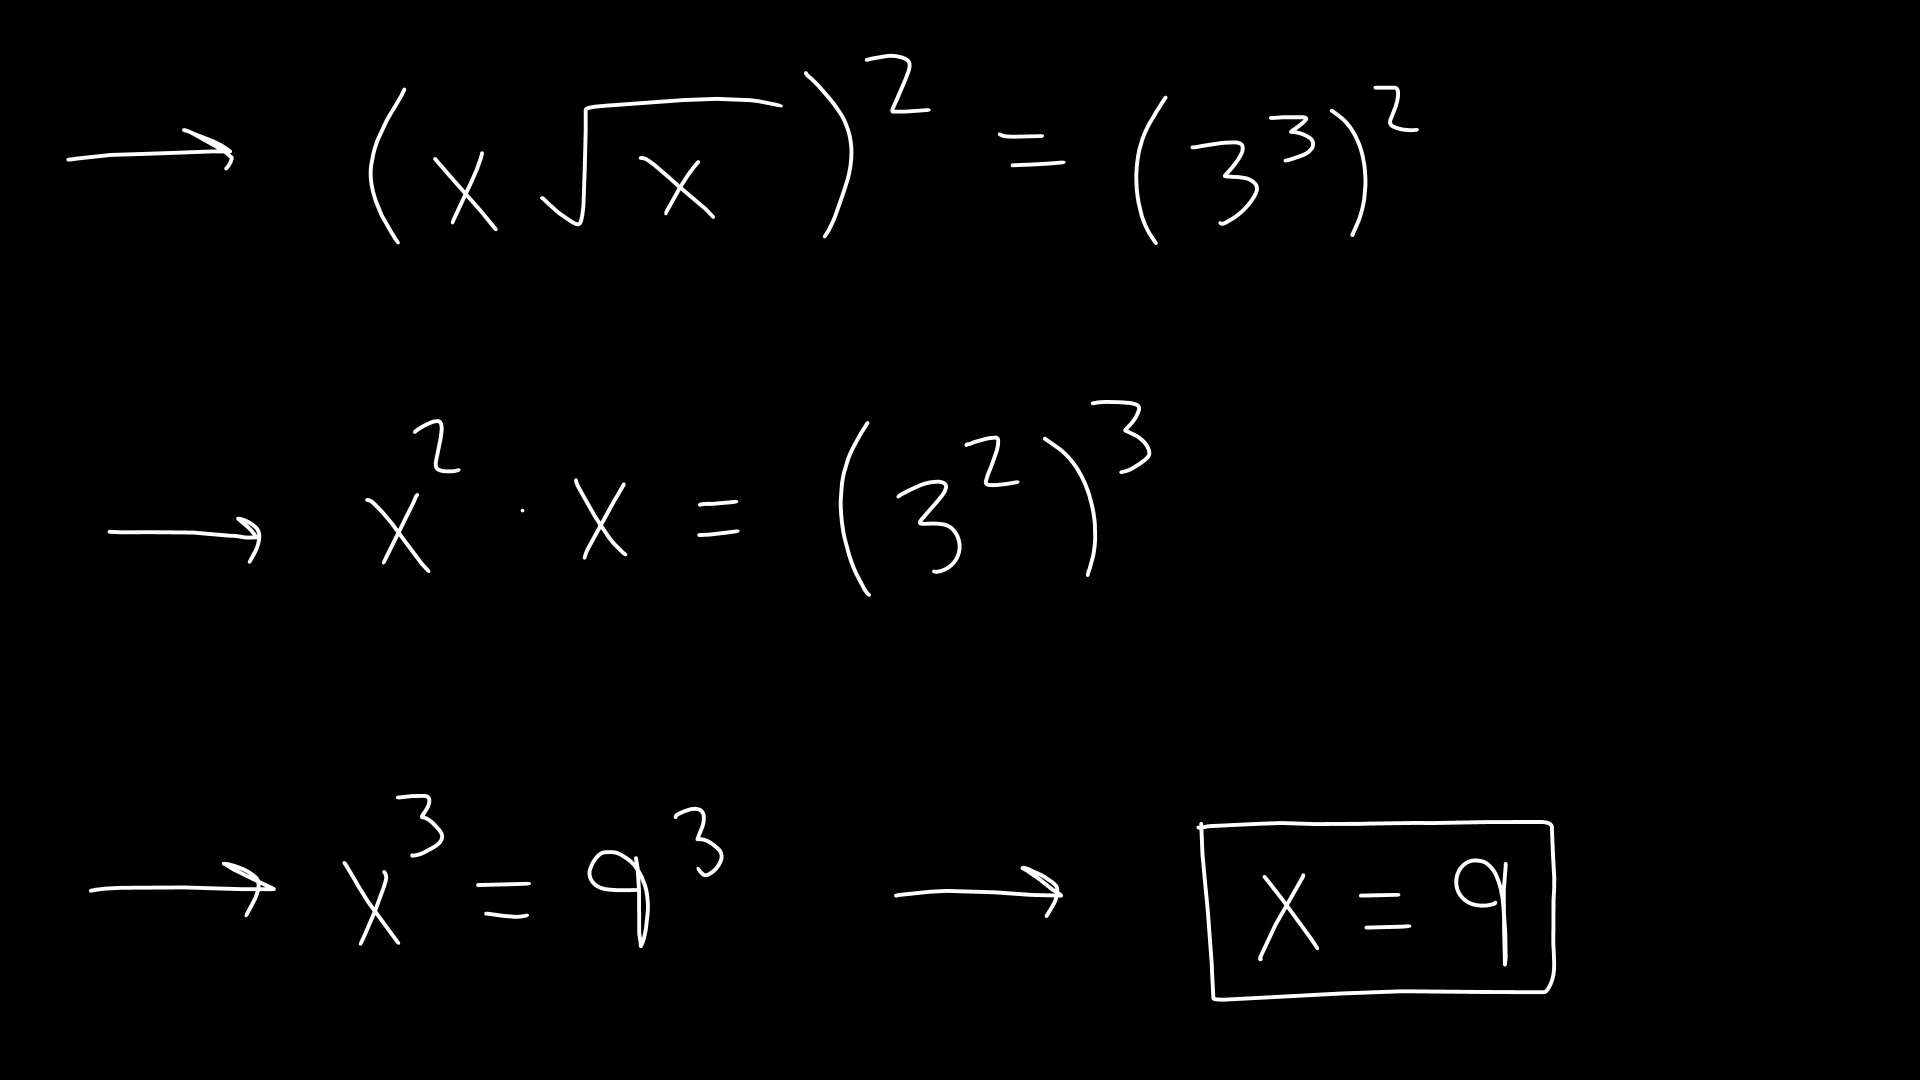 → (x√x)² = (3³)²
→ x² · x = (3²)³
→ x³ = 9³ → x = 9